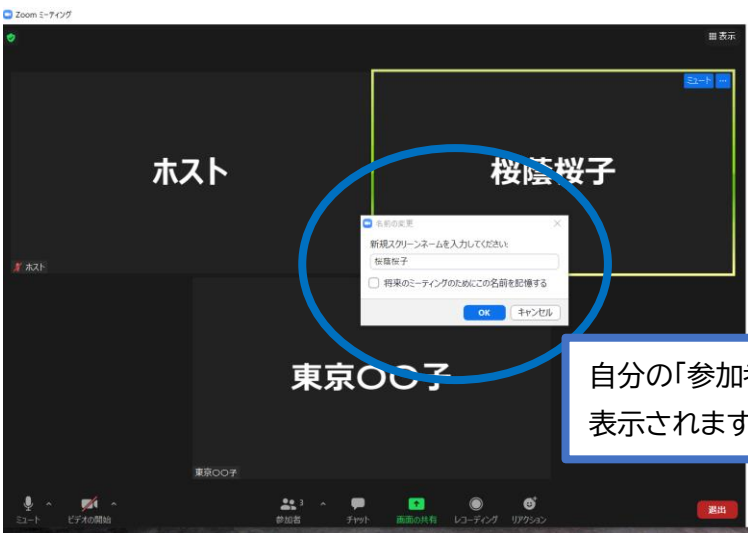 Zoom ミーティング
表示
ミュート ...
ホスト
桜蔭桜子
名前の変更
新規スクリーンネームを入力してください:
桜蔭桜子
将来のミーティングのためにこの名前を記憶する
OK キャンセル
ホスト
東京〇〇子
自分の「参加者
表示されます
東京〇〇子
ミュート ビデオの開始 参加者 3 チャット 画面の共有 レコーディング リアクション 退出